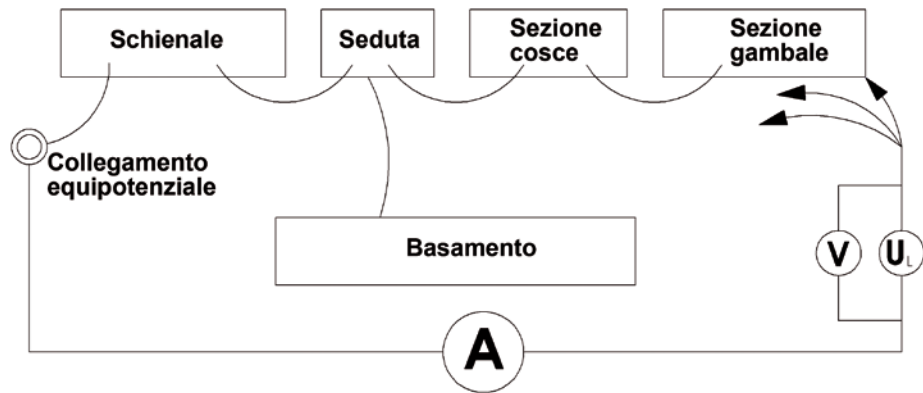 Schienale
Seduta
Sezione
cosce
Sezione
gambale
Collegamento
equipotenziale
Basamento
V
UL
A